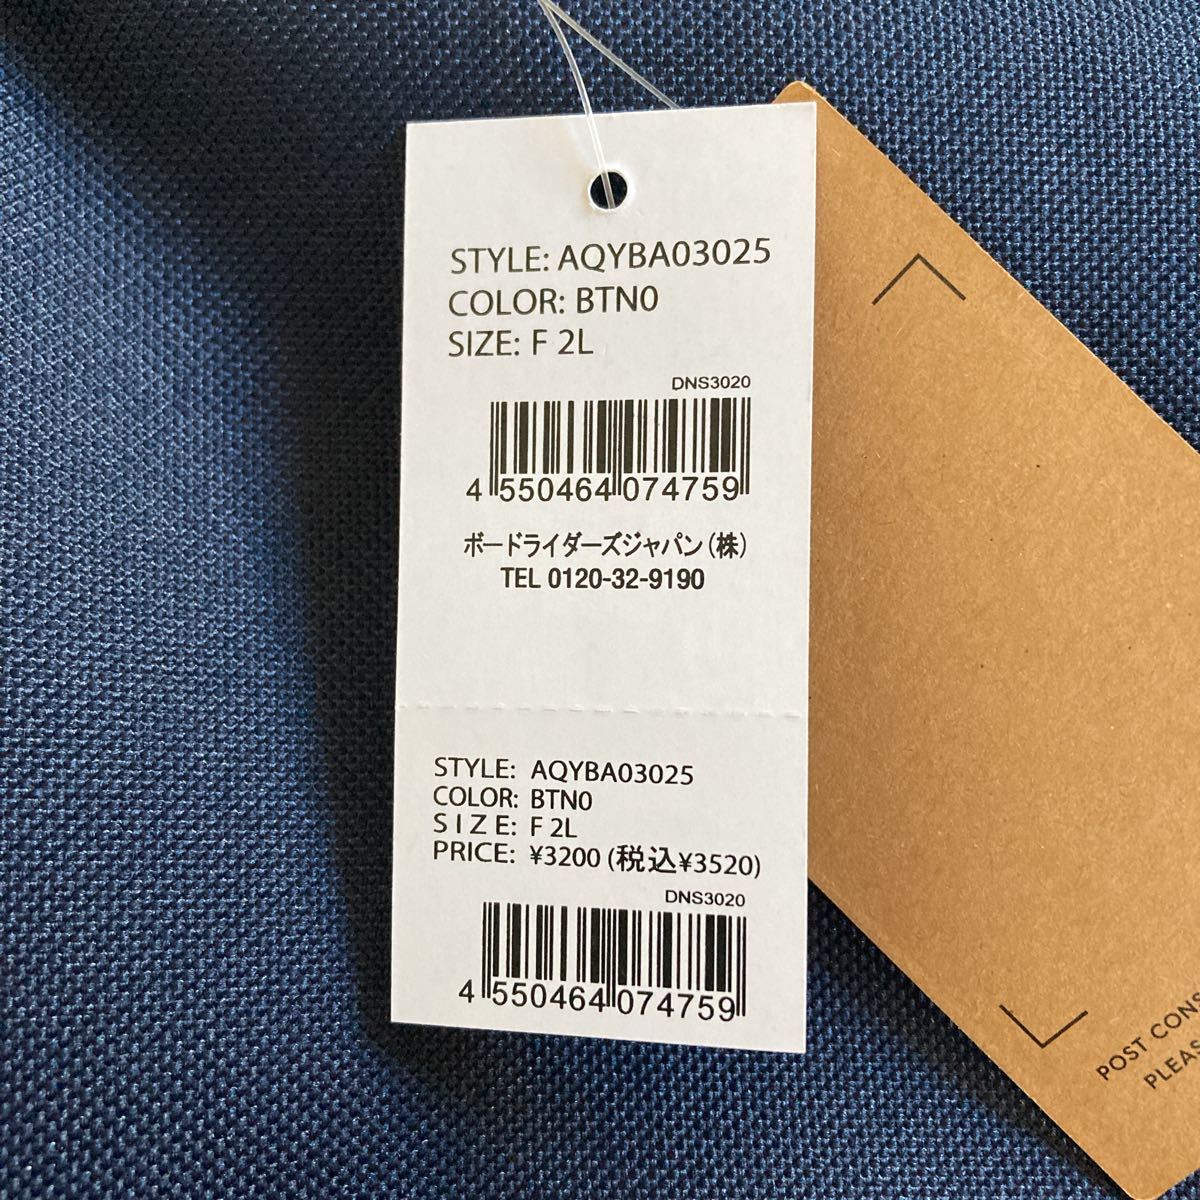 STYLE: AQYBA03025
COLOR: BTN0
SIZE: F 2L
DNS3020
4 550464 074759
ボードライダーズジャパン(株)
TEL 0120-32-9190
STYLE: AQYBA03025
COLOR: BTN0
SIZE: F 2L
PRICE: ¥3200 (税込¥3520)
DNS3020
4 550464 074759
POST CONS
PLEAS